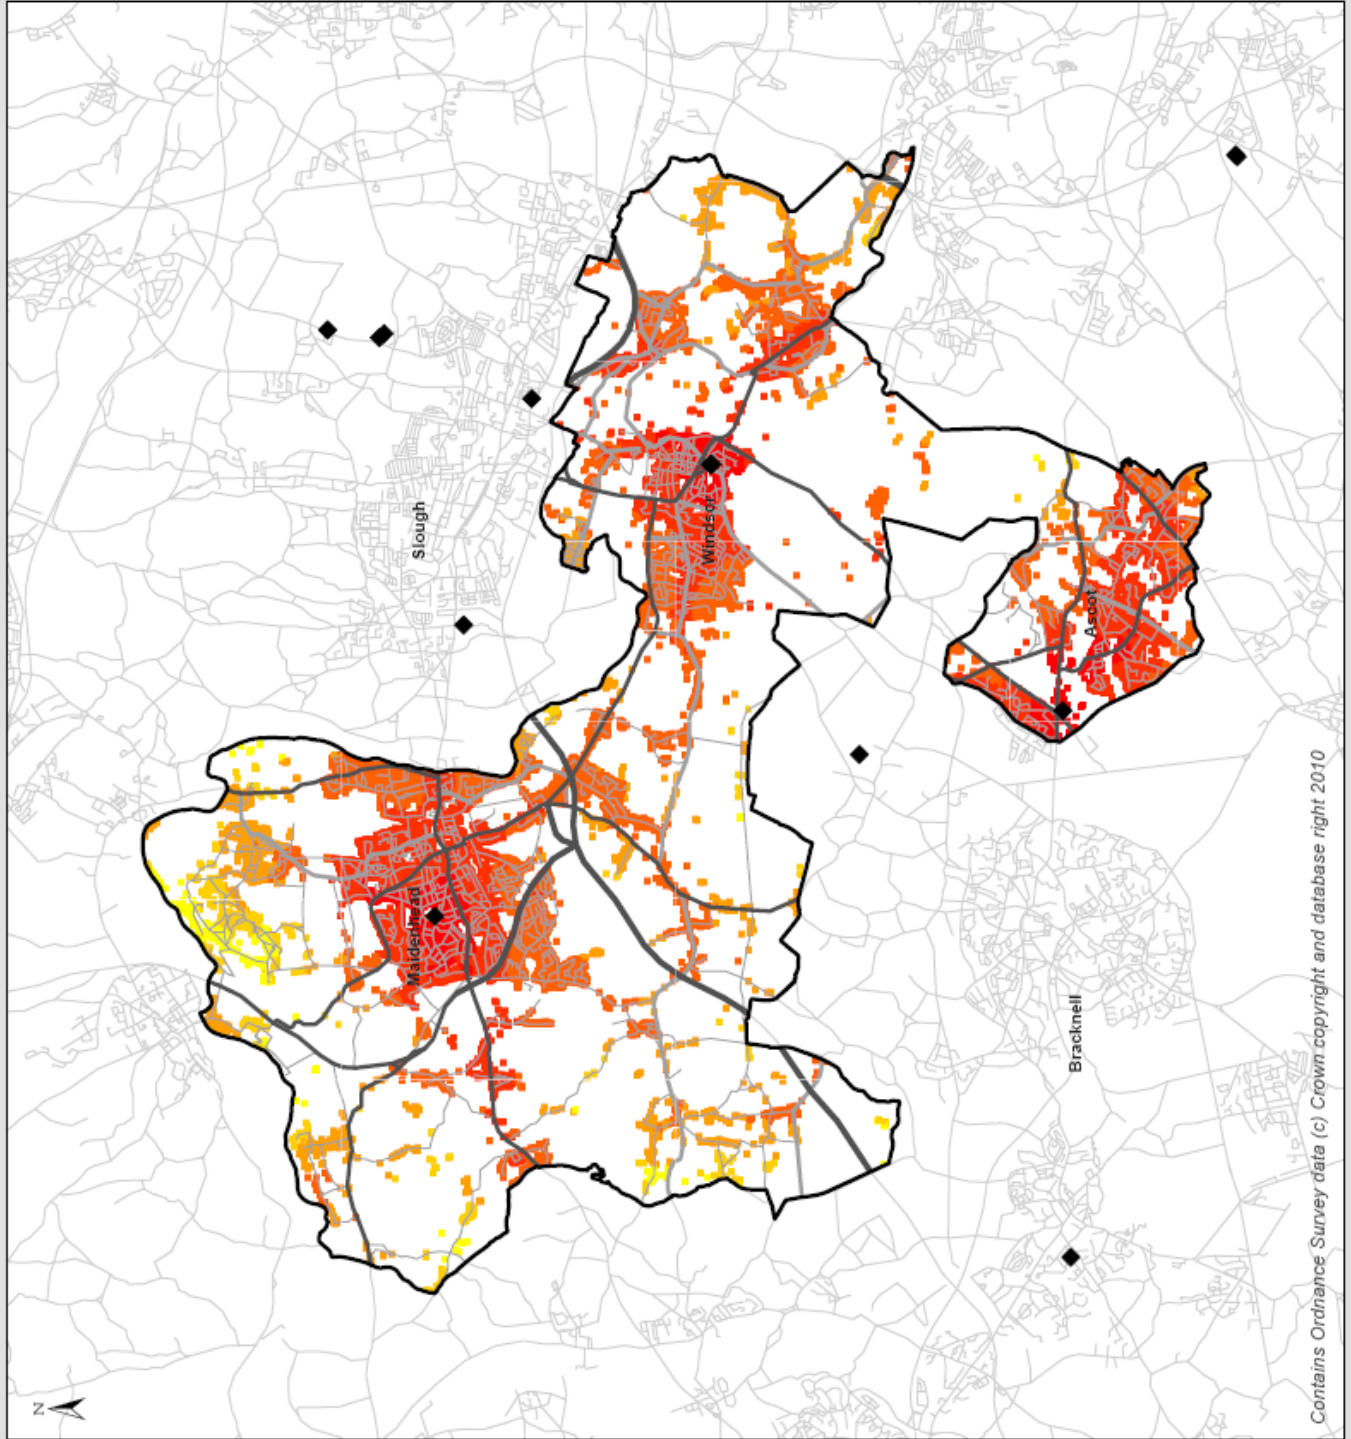 N
Slough
Maidenhead
Windsor
Ascot
Bracknell
Contains Ordnance Survey data (c) Crown copyright and database right 2010